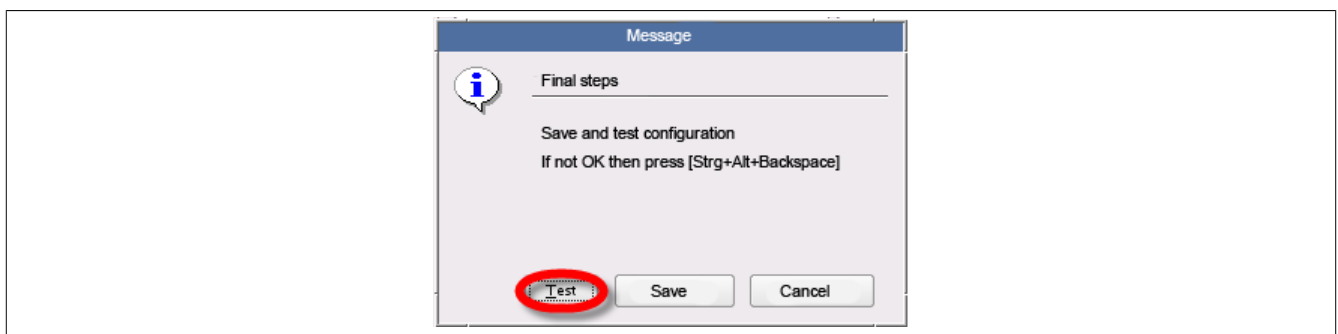 Message
Final steps
Save and test configuration
If not OK then press [Strg+Alt+Backspace]
Test Save Cancel